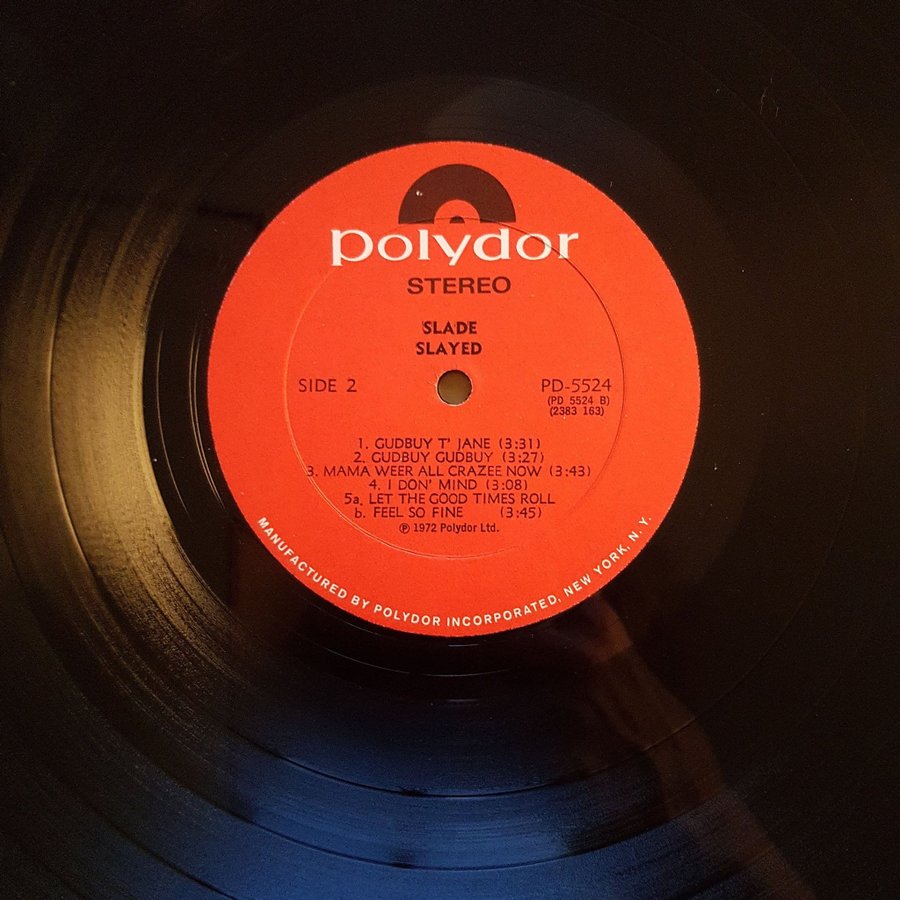 polydor
STEREO
SLADE
SLAYED
SIDE 2
PD-5524
(PD 5524 B)
(2383 163)
1. GUDBUY T' JANE (3:31)
2. GUDBUY GUDBUY (3:27)
3. MAMA WEER ALL CRAZEE NOW (3:43)
4. I DON' MIND (3:08)
5a. LET THE GOOD TIMES ROLL
b. FEEL SO FINE (3:45)
℗ 1972 Polydor Ltd.
MANUFACTURED BY POLYDOR INCORPORATED, NEW YORK, N. Y.